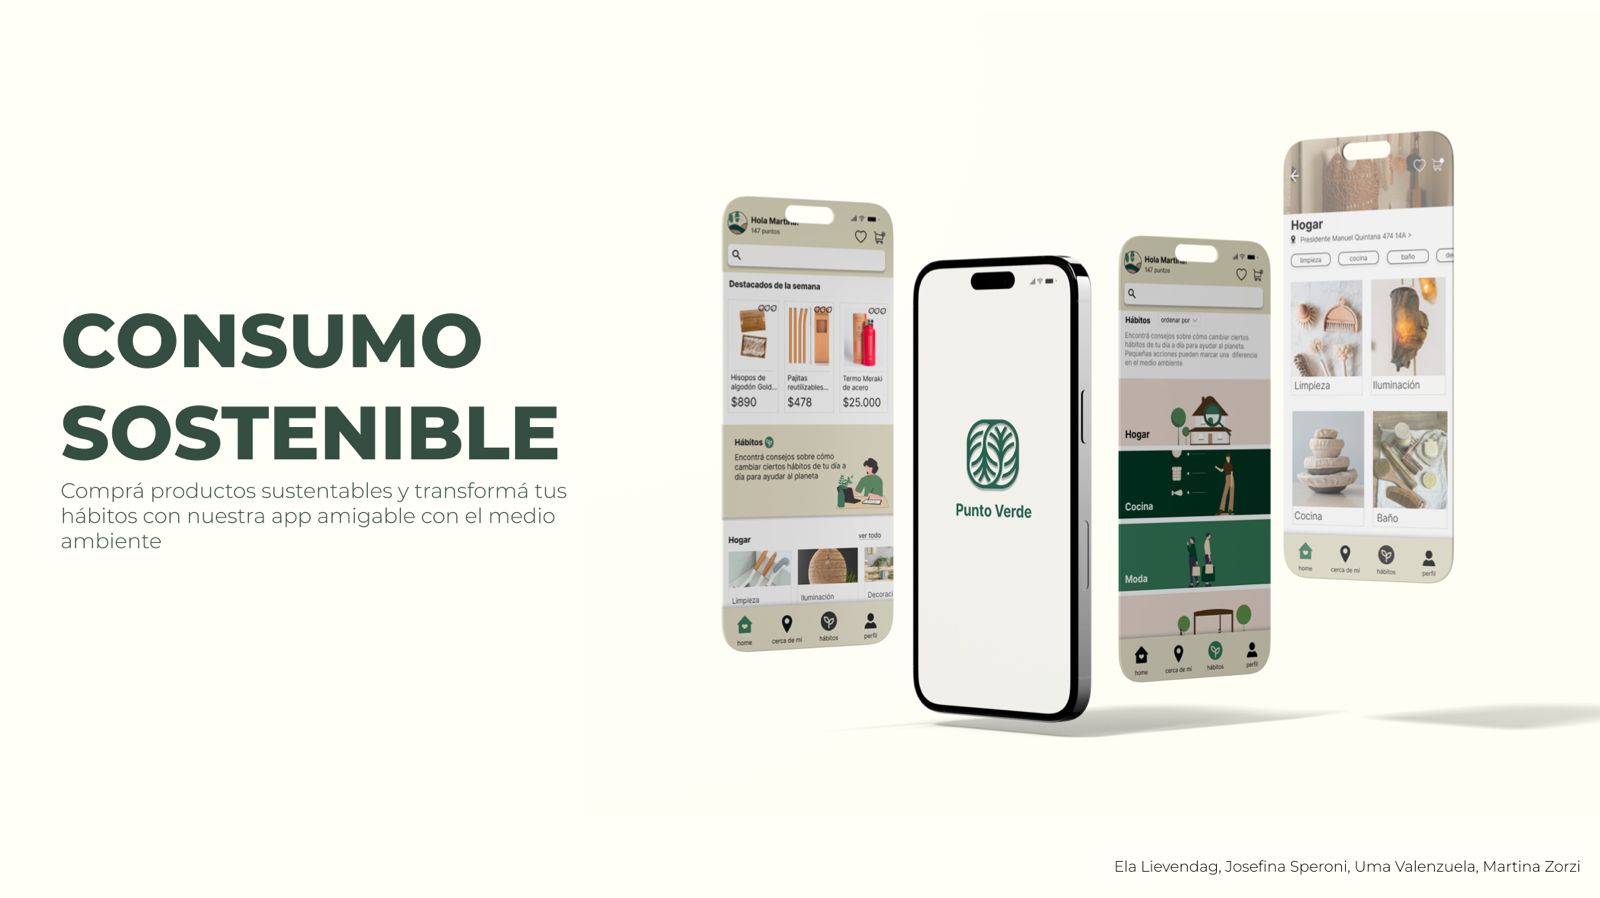 CONSUMO
SOSTENIBLE
Comprá productos sustentables y transformá tus
hábitos con nuestra app amigable con el medio
ambiente
Hola Martina!
147 puntos
Destacados de la semana
Hisopos de
algodón Gold...
$890
Pajitas
reutilizables...
$478
Termo Meraki
de acero
$25.000
Hábitos
Encontrá consejos sobre cómo
cambiar ciertos hábitos de tu día a
día para ayudar al planeta
Hogar
ver todo
Limpieza
Iluminación
Decoraci
home
cerca de mí
hábitos
perfil
Punto Verde
Hola Martina!
147 puntos
Hábitos
ordenar por
Encontrá consejos sobre cómo cambiar ciertos
hábitos de tu día a día para ayudar al planeta.
Pequeñas acciones pueden marcar una diferencia
en el medio ambiente
Hogar
Cocina
Moda
home
cerca de mí
hábitos
perfil
Hogar
Presidente Manuel Quintana 474 14A >
limpieza
cocina
baño
de
Limpieza
Iluminación
Cocina
Baño
home
cerca de mí
hábitos
perfil
Ela Lievendag, Josefina Speroni, Uma Valenzuela, Martina Zorzi